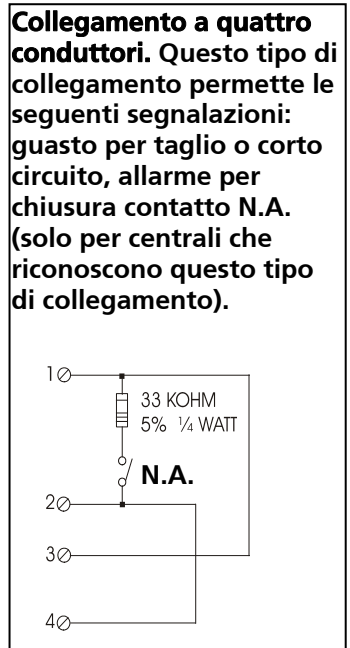 Collegamento a quattro
conduttori. Questo tipo di
collegamento permette le
seguenti segnalazioni:
guasto per taglio o corto
circuito, allarme per
chiusura contatto N.A.
(solo per centrali che
riconoscono questo tipo
di collegamento).
1
33 KOHM
5% ¼ WATT
N.A.
2
3
4